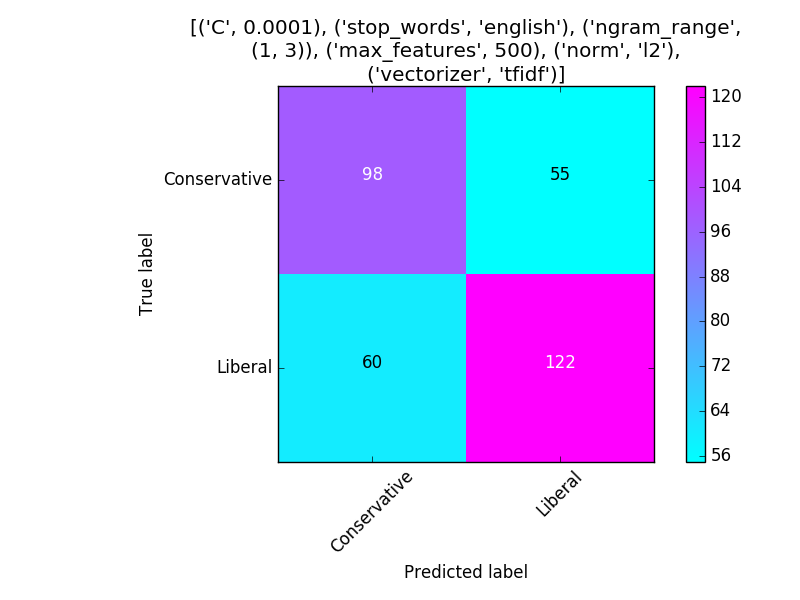 [('C', 0.0001), ('stop_words', 'english'), ('ngram_range',
(1, 3)), ('max_features', 500), ('norm', 'l2'),
('vectorizer', 'tfidf')]
120
112
104
96
88
80
72
64
56
Conservative
98
55
True label
Liberal
60
122
Conservative
Liberal
Predicted label